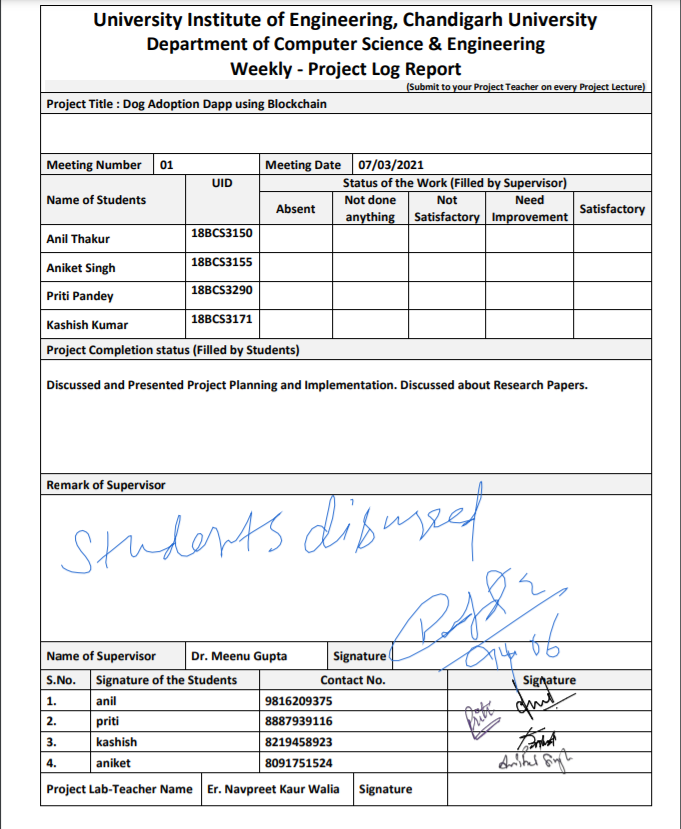 University Institute of Engineering, Chandigarh University
Department of Computer Science & Engineering
Weekly - Project Log Report
(Submit to your Project Teacher on every Project Lecture)
Project Title : Dog Adoption Dapp using Blockchain
Meeting Number 01 Meeting Date 07/03/2021
Name of Students UID Status of the Work (Filled by Supervisor)
Absent Not done anything Not Satisfactory Need Improvement Satisfactory
Anil Thakur 18BCS3150
Aniket Singh 18BCS3155
Priti Pandey 18BCS3290
Kashish Kumar 18BCS3171
Project Completion status (Filled by Students)
Discussed and Presented Project Planning and Implementation. Discussed about Research Papers.
Remark of Supervisor
Students
Name of Supervisor Dr. Meenu Gupta Signature
S.No. Signature of the Students Contact No. Signature
1. anil 9816209375
2. priti 8887939116
3. kashish 8219458923
4. aniket 8091751524
Aniket Singh
Project Lab-Teacher Name Er. Navpreet Kaur Walia Signature